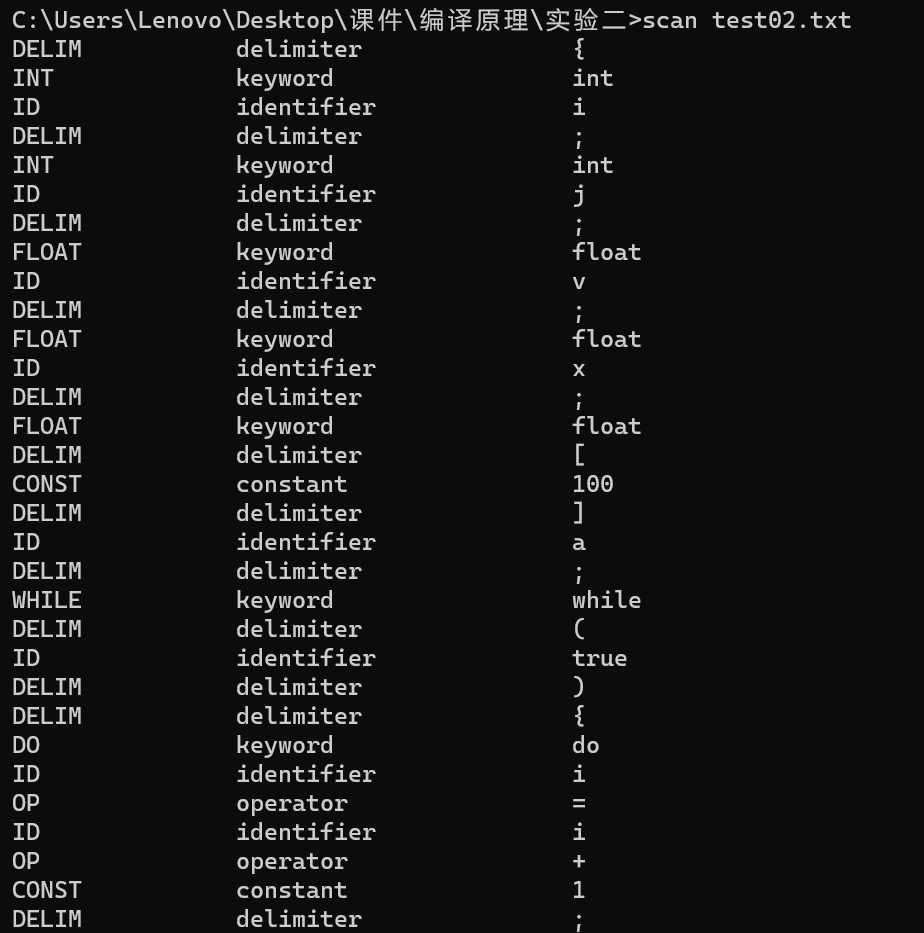 C:\Users\Lenovo\Desktop\课件\编译原理\实验二>scan test02.txt
DELIM delimiter {
INT keyword int
ID identifier i
DELIM delimiter ;
INT keyword int
ID identifier j
DELIM delimiter ;
FLOAT keyword float
ID identifier v
DELIM delimiter ;
FLOAT keyword float
ID identifier x
DELIM delimiter ;
FLOAT keyword float
DELIM delimiter [
CONST constant 100
DELIM delimiter ]
ID identifier a
DELIM delimiter ;
WHILE keyword while
DELIM delimiter (
ID identifier true
DELIM delimiter )
DELIM delimiter {
DO keyword do
ID identifier i
OP operator =
ID identifier i
OP operator +
CONST constant 1
DELIM delimiter ;